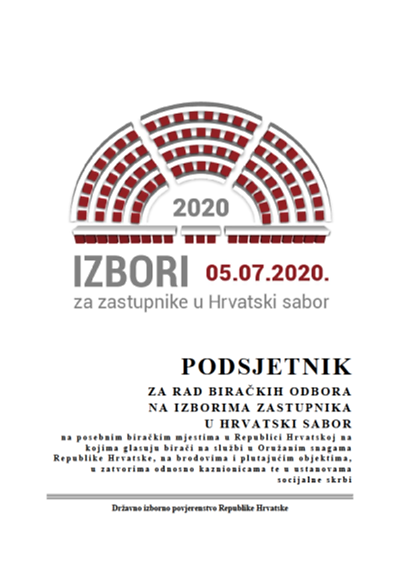 2020
IZBORI 05.07.2020.
za zastupnike u Hrvatski sabor
PODSJETNIK
ZA RAD BIRAČKIH ODBORA
NA IZBORIMA ZASTUPNIKA
U HRVATSKI SABOR
na posebnim biračkim mjestima u Republici Hrvatskoj na
kojima glasuju birači na službi u Oružanim snagama
Republike Hrvatske, na brodovima i plutajućim objektima,
u zatvorima odnosno kaznionicama te u ustanovama
socijalne skrbi
Državno izborno povjerenstvo Republike Hrvatske